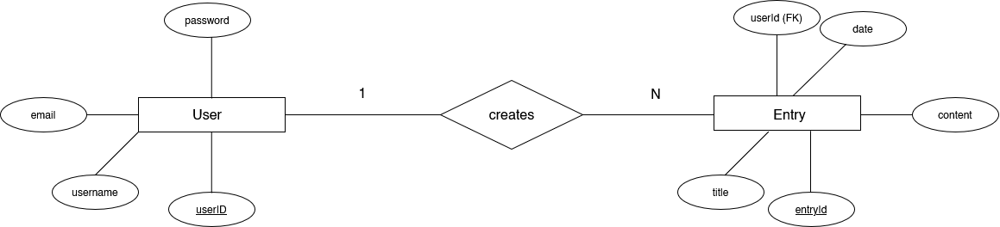 password
userId (FK)
date
1
N
email
User
creates
Entry
content
username
title
userID
entryId